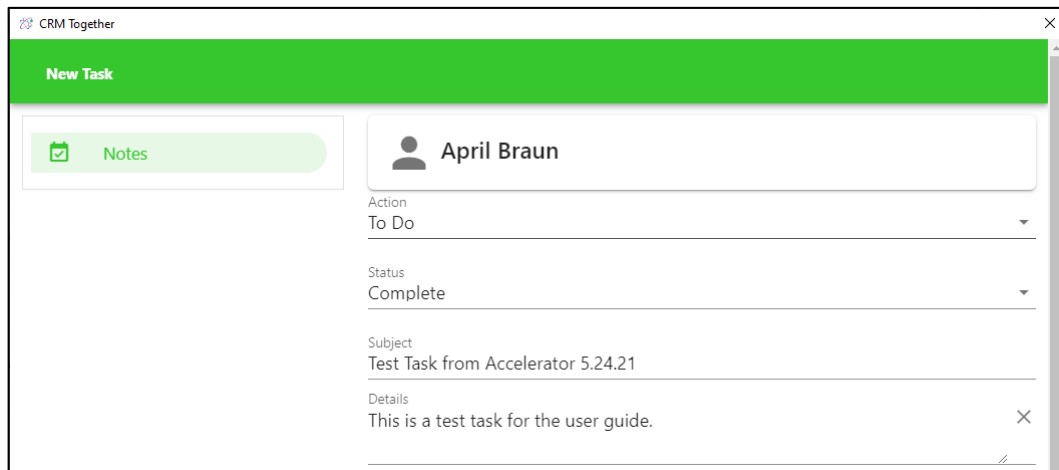 CRM Together
New Task
Notes
April Braun
Action
To Do
Status
Complete
Subject
Test Task from Accelerator 5.24.21
Details
This is a test task for the user guide.